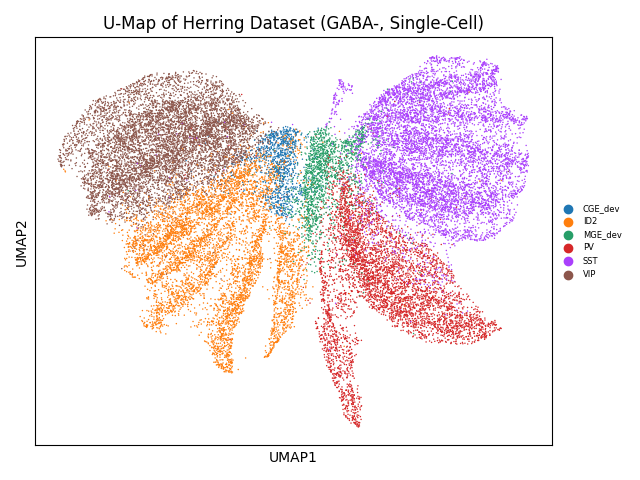 U-Map of Herring Dataset (GABA-, Single-Cell)
UMAP2
CGE_dev
ID2
MGE_dev
PV
SST
VIP
UMAP1